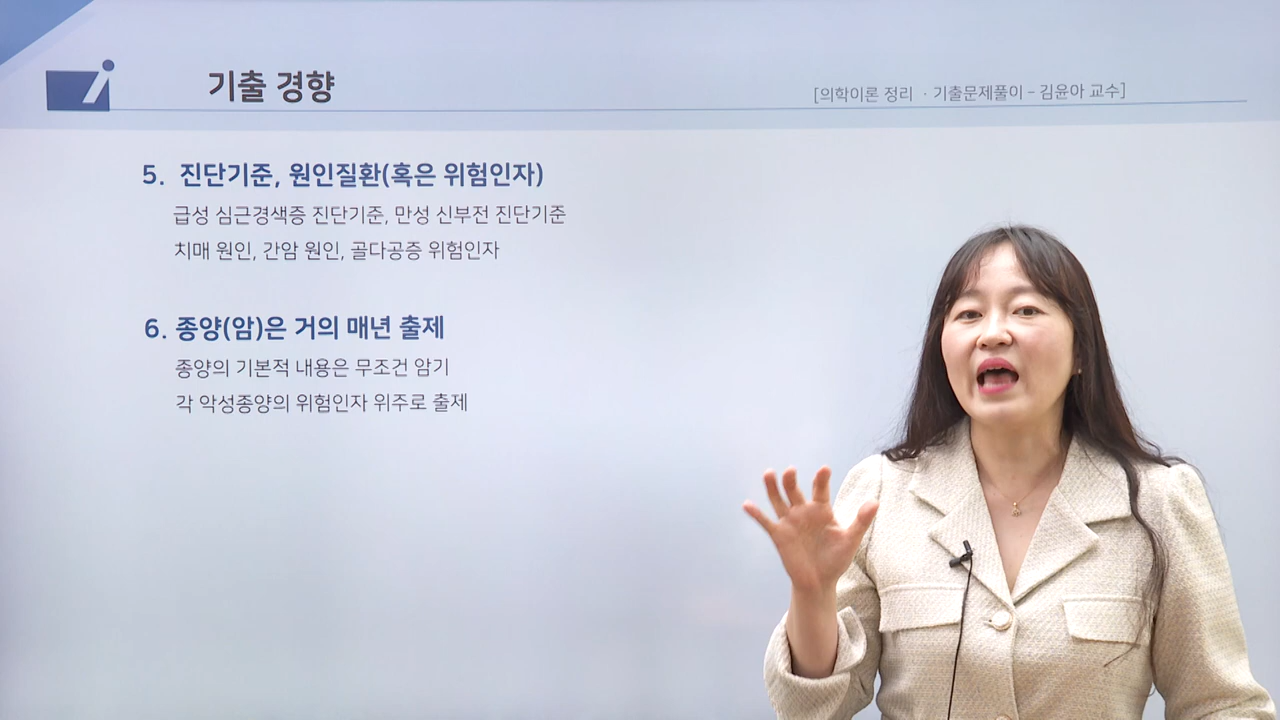 기출 경향
[의학이론 정리 · 기출문제풀이 - 김윤아 교수]
5. 진단기준, 원인질환(혹은 위험인자)
급성 심근경색증 진단기준, 만성 신부전 진단기준
치매 원인, 간암 원인, 골다공증 위험인자
6. 종양(암)은 거의 매년 출제
종양의 기본적 내용은 무조건 암기
각 악성종양의 위험인자 위주로 출제